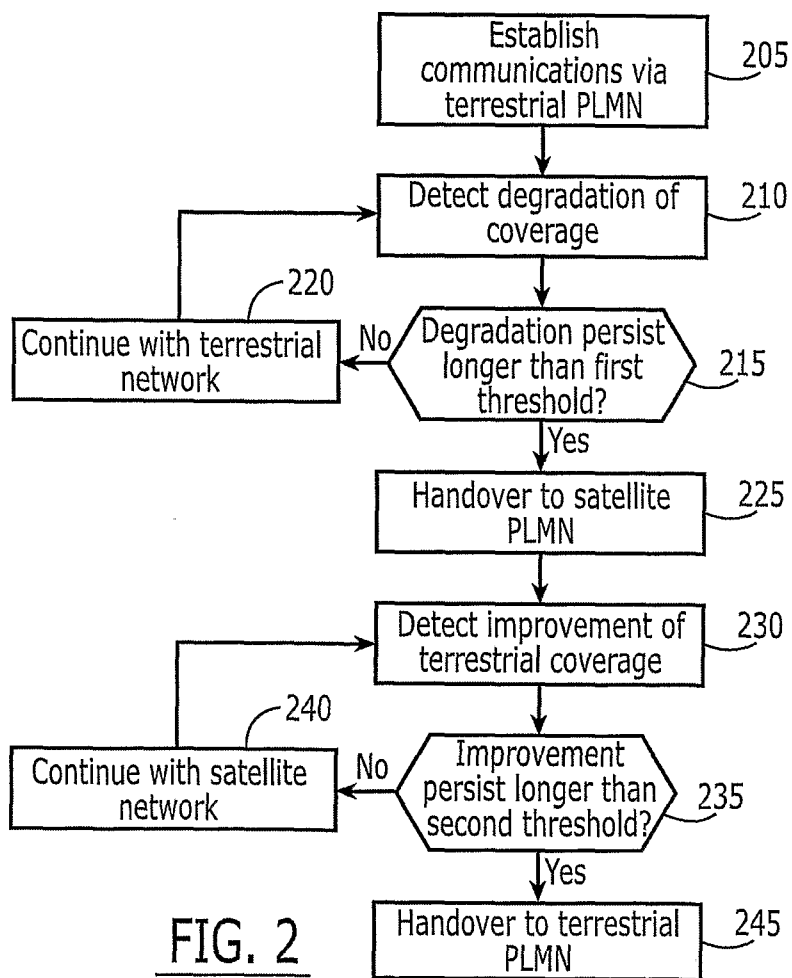 Establish
communications via
terrestrial PLMN
205
Detect degradation of
coverage
210
220
Continue with terrestrial
network
No
Degradation persist
longer than first
threshold?
215
Yes
Handover to satellite
PLMN
225
Detect improvement of
terrestrial coverage
230
240
Continue with satellite
network
No
Improvement
persist longer than
second threshold?
235
Yes
Handover to terrestrial
PLMN
245
FIG. 2